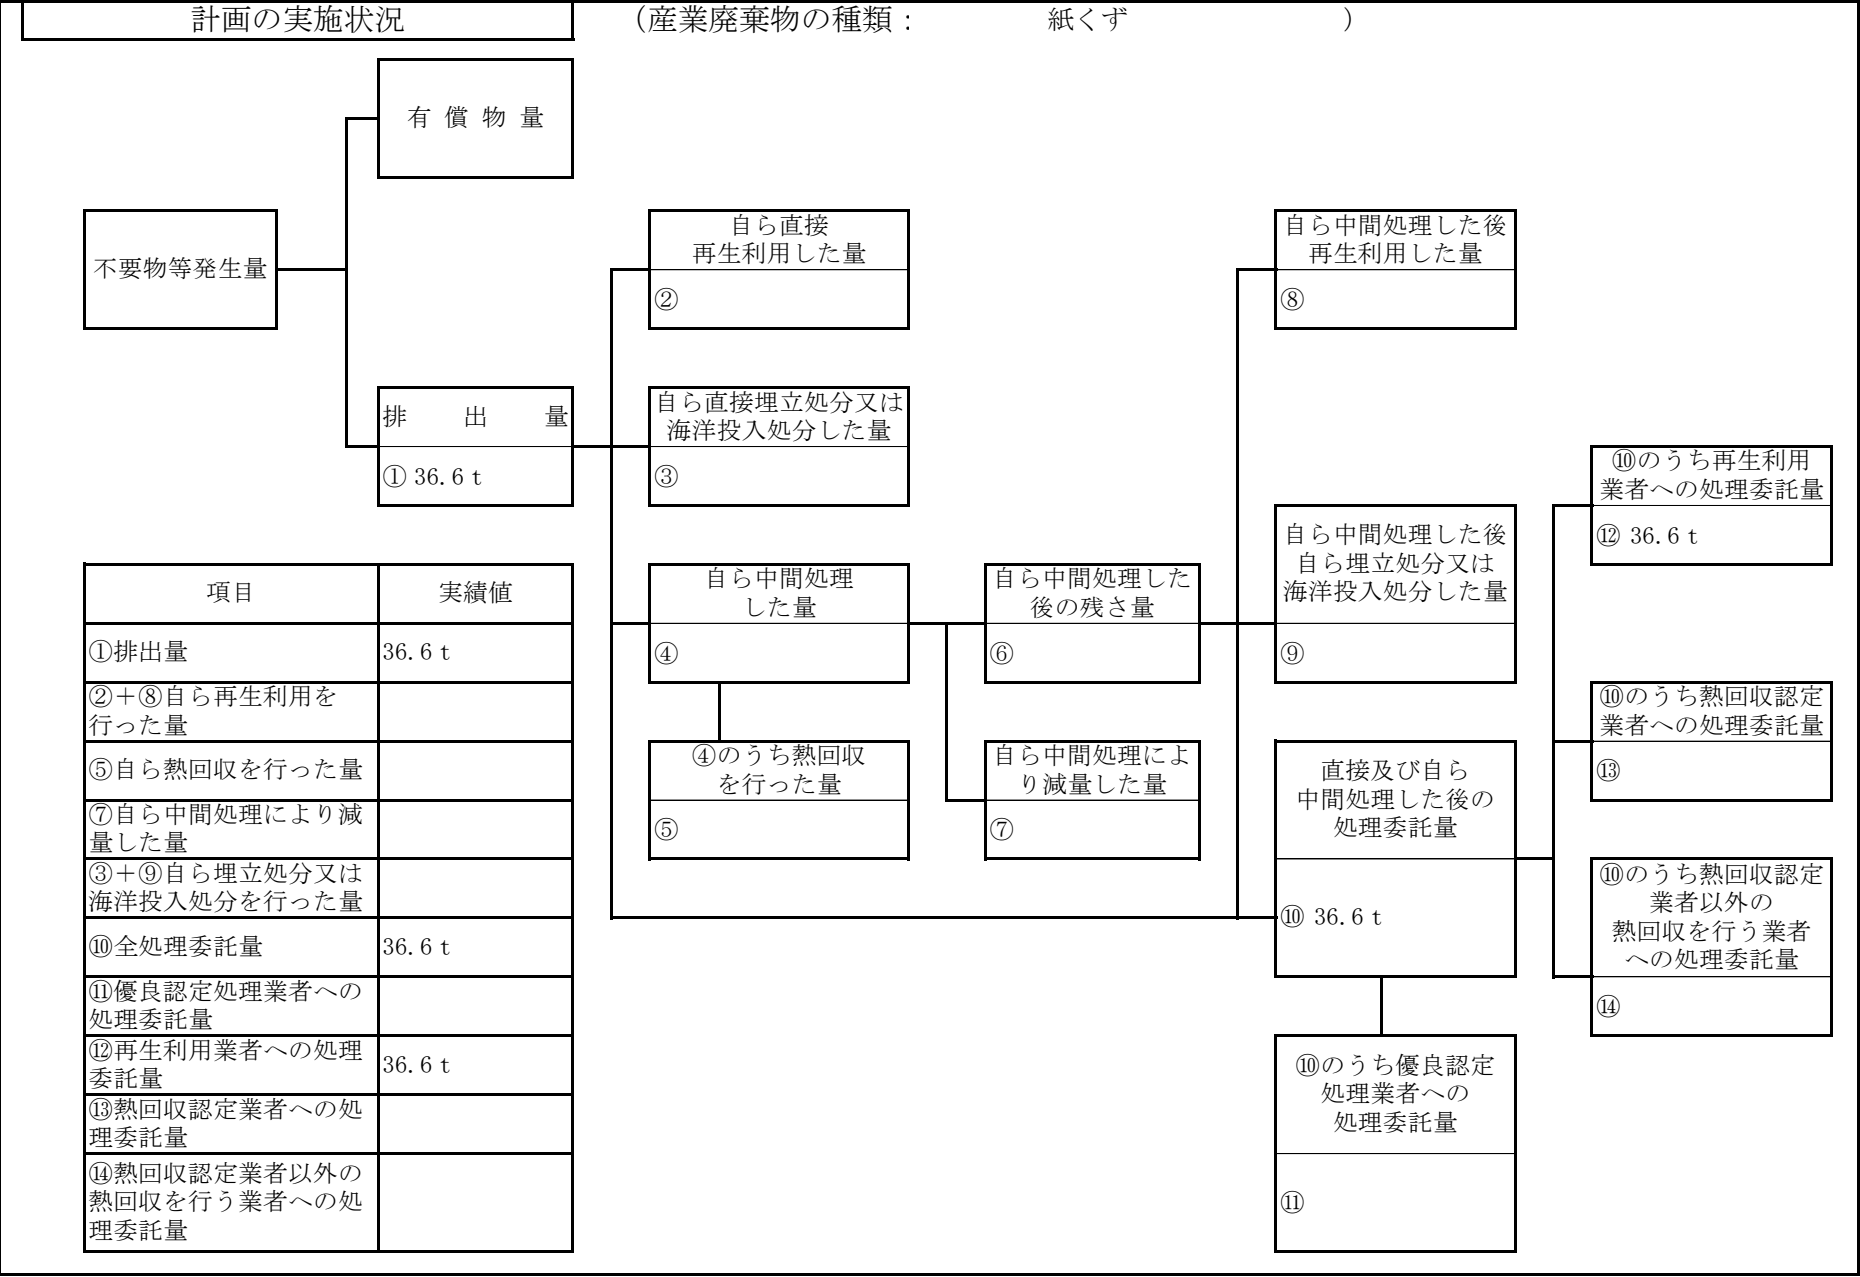 計画の実施状況
（産業廃棄物の種類： 紙くず ）
有償物量
不要物等発生量
自ら直接
再生利用した量
②
自ら中間処理した後
再生利用した量
⑧
排出量
① 36.6 t
自ら直接埋立処分又は
海洋投入処分した量
③
⑩のうち再生利用
業者への処理委託量
⑫ 36.6 t
自ら中間処理した後
自ら埋立処分又は
海洋投入処分した量
⑨
自ら中間処理
した量
④
自ら中間処理した
後の残さ量
⑥
④のうち熱回収
を行った量
⑤
自ら中間処理によ
り減量した量
⑦
直接及び自ら
中間処理した後の
処理委託量
⑩ 36.6 t
⑩のうち熱回収認定
業者への処理委託量
⑬
⑩のうち熱回収認定
業者以外の
熱回収を行う業者
への処理委託量
⑭
⑩のうち優良認定
処理業者への
処理委託量
⑪
項目 実績値
①排出量 36.6 t
②＋⑧自ら再生利用を
行った量
⑤自ら熱回収を行った量
⑦自ら中間処理により減
量した量
③＋⑨自ら埋立処分又は
海洋投入処分を行った量
⑩全処理委託量 36.6 t
⑪優良認定処理業者への
処理委託量
⑫再生利用業者への処理
委託量 36.6 t
⑬熱回収認定業者への処
理委託量
⑭熱回収認定業者以外の
熱回収を行う業者への処
理委託量